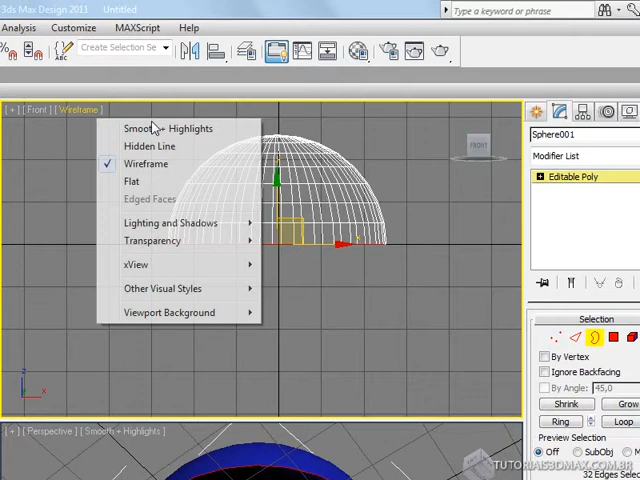 3ds Max Design 2011 Untitled
Type a keyword or phrase
Analysis Customize MAXScript Help
Create Selection Se
[ + ] [ Front ] [ Wireframe ]
Smooth + Highlights
Hidden Line
Wireframe
Flat
Edged Faces
Lighting and Shadows
Transparency
xView
Other Visual Styles
Viewport Background
FRONT
z
x
Sphere001
Modifier List
Editable Poly
Selection
By Vertex
Ignore Backfacing
By Angle: 45,0
Shrink Grow
Ring Loop
Preview Selection
Off SubObj M
32 Edges Selected
[ + ] [ Perspective ] [ Smooth + Highlights ]
TUTORIAIS3DMAX.COM.BR